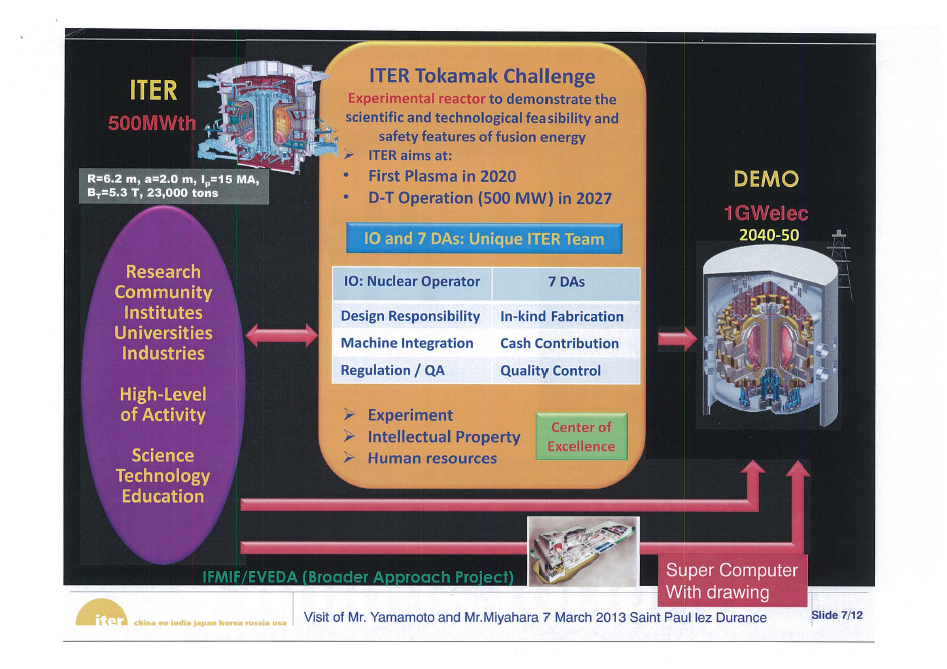 ITER
500MWth
R=6.2 m, a=2.0 m, Ip=15 MA,
BT=5.3 T, 23,000 tons
Research
Community
Institutes
Universities
Industries
High-Level
of Activity
Science
Technology
Education
ITER Tokamak Challenge
Experimental reactor to demonstrate the
scientific and technological feasibility and
safety features of fusion energy
➢ ITER aims at:
• First Plasma in 2020
• D-T Operation (500 MW) in 2027
IO and 7 DAs: Unique ITER Team
IO: Nuclear Operator 7 DAs
Design Responsibility In-kind Fabrication
Machine Integration Cash Contribution
Regulation / QA Quality Control
➢ Experiment
➢ Intellectual Property
➢ Human resources
Center of
Excellence
DEMO
1GWelec
2040-50
IFMIF/EVEDA (Broader Approach Project)
Super Computer
With drawing
iter china eu india japan korea russia usa
Visit of Mr. Yamamoto and Mr.Miyahara 7 March 2013 Saint Paul lez Durance
Slide 7/12